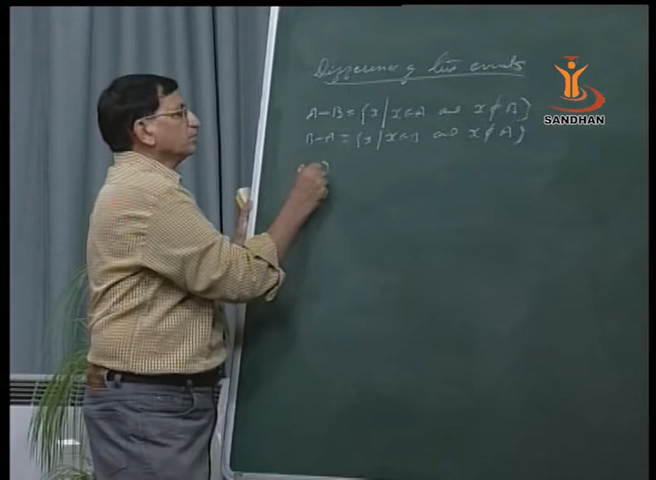 Difference of two events
A-B = {x | x∈A and x∉B}
B-A = {x | x∈B and x∉A}
SANDHAN